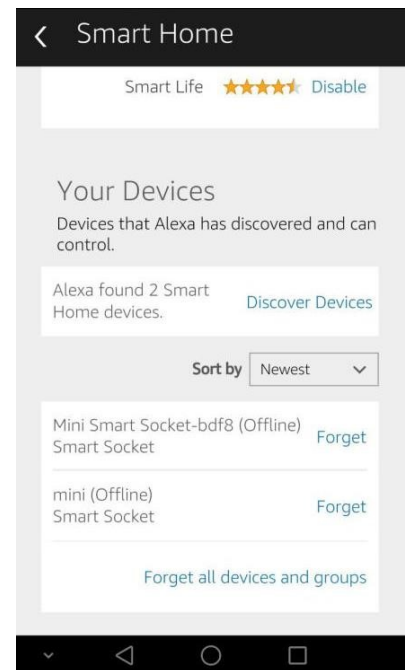 Smart Home
Smart Life Disable
Your Devices
Devices that Alexa has discovered and can
control.
Alexa found 2 Smart
Home devices.
Discover Devices
Sort by Newest
Mini Smart Socket-bdf8 (Offline)
Smart Socket
Forget
mini (Offline)
Smart Socket
Forget
Forget all devices and groups